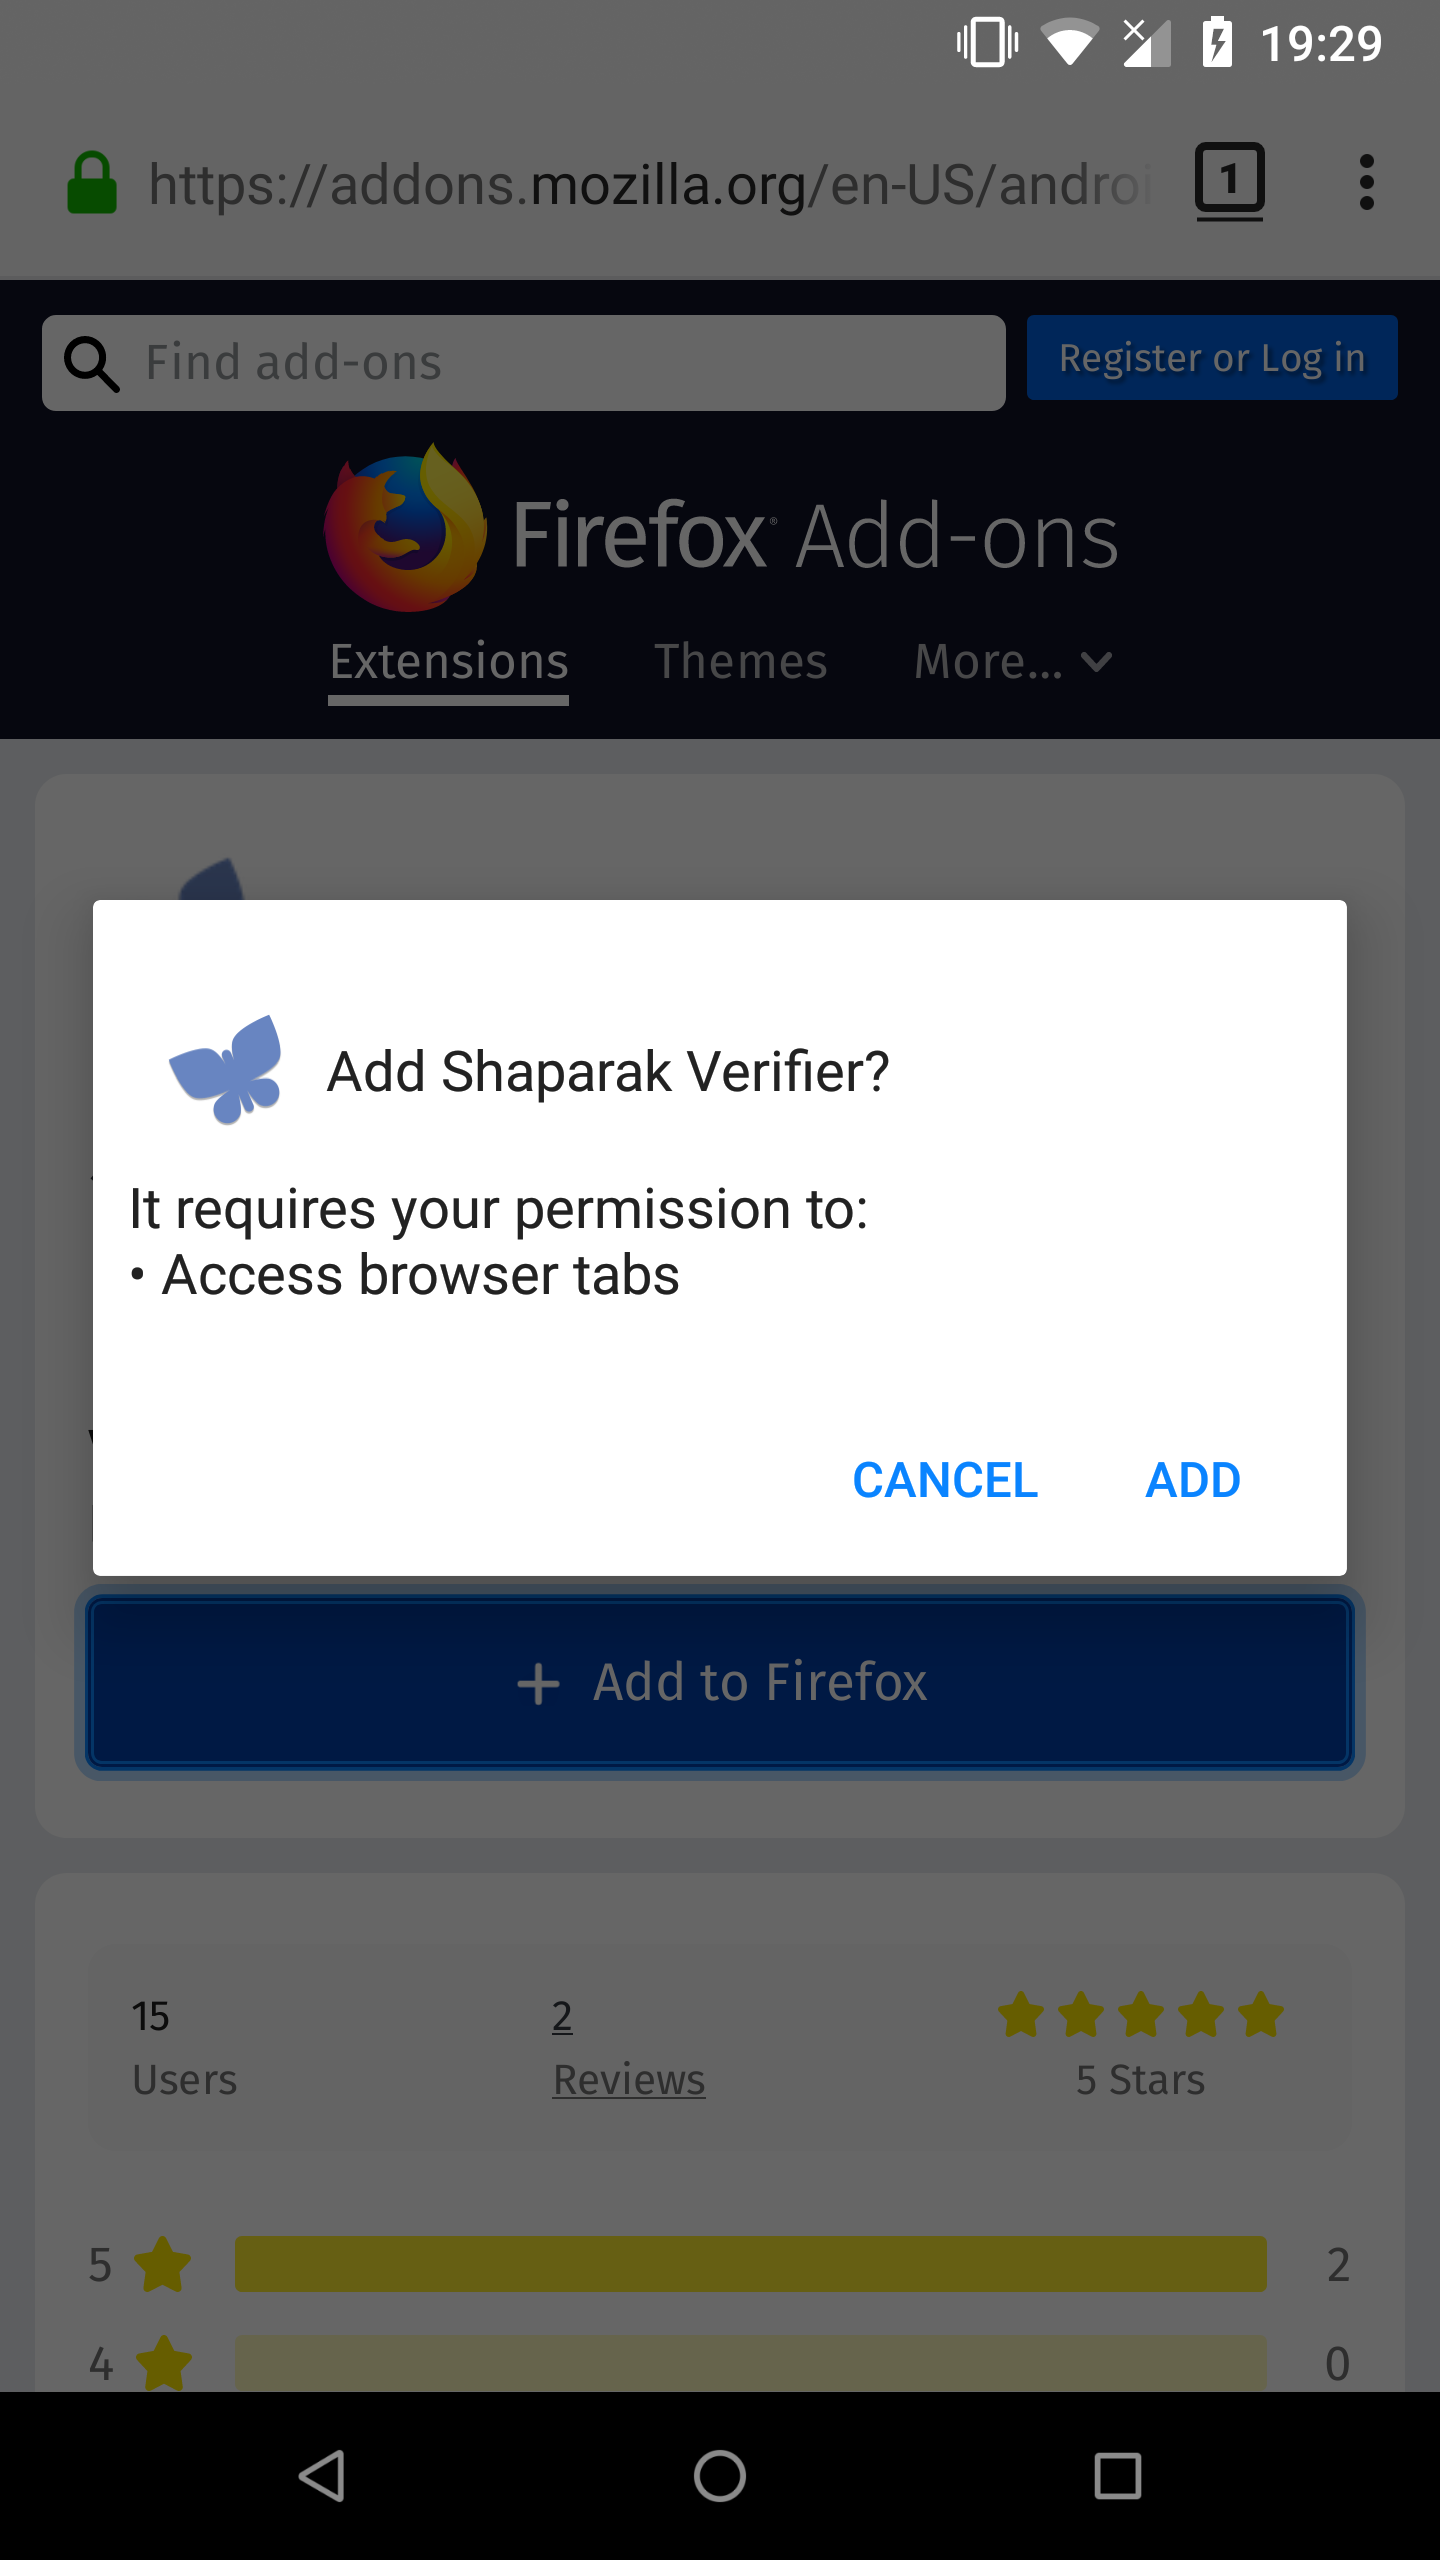 19:29
https://addons.mozilla.org/en-US/androi
1
Find add-ons
Register or Log in
Firefox® Add-ons
Extensions
Themes
More...
Add Shaparak Verifier?
It requires your permission to:
• Access browser tabs
CANCEL
ADD
+ Add to Firefox
15
2
Users
Reviews
5 Stars
5
2
4
0